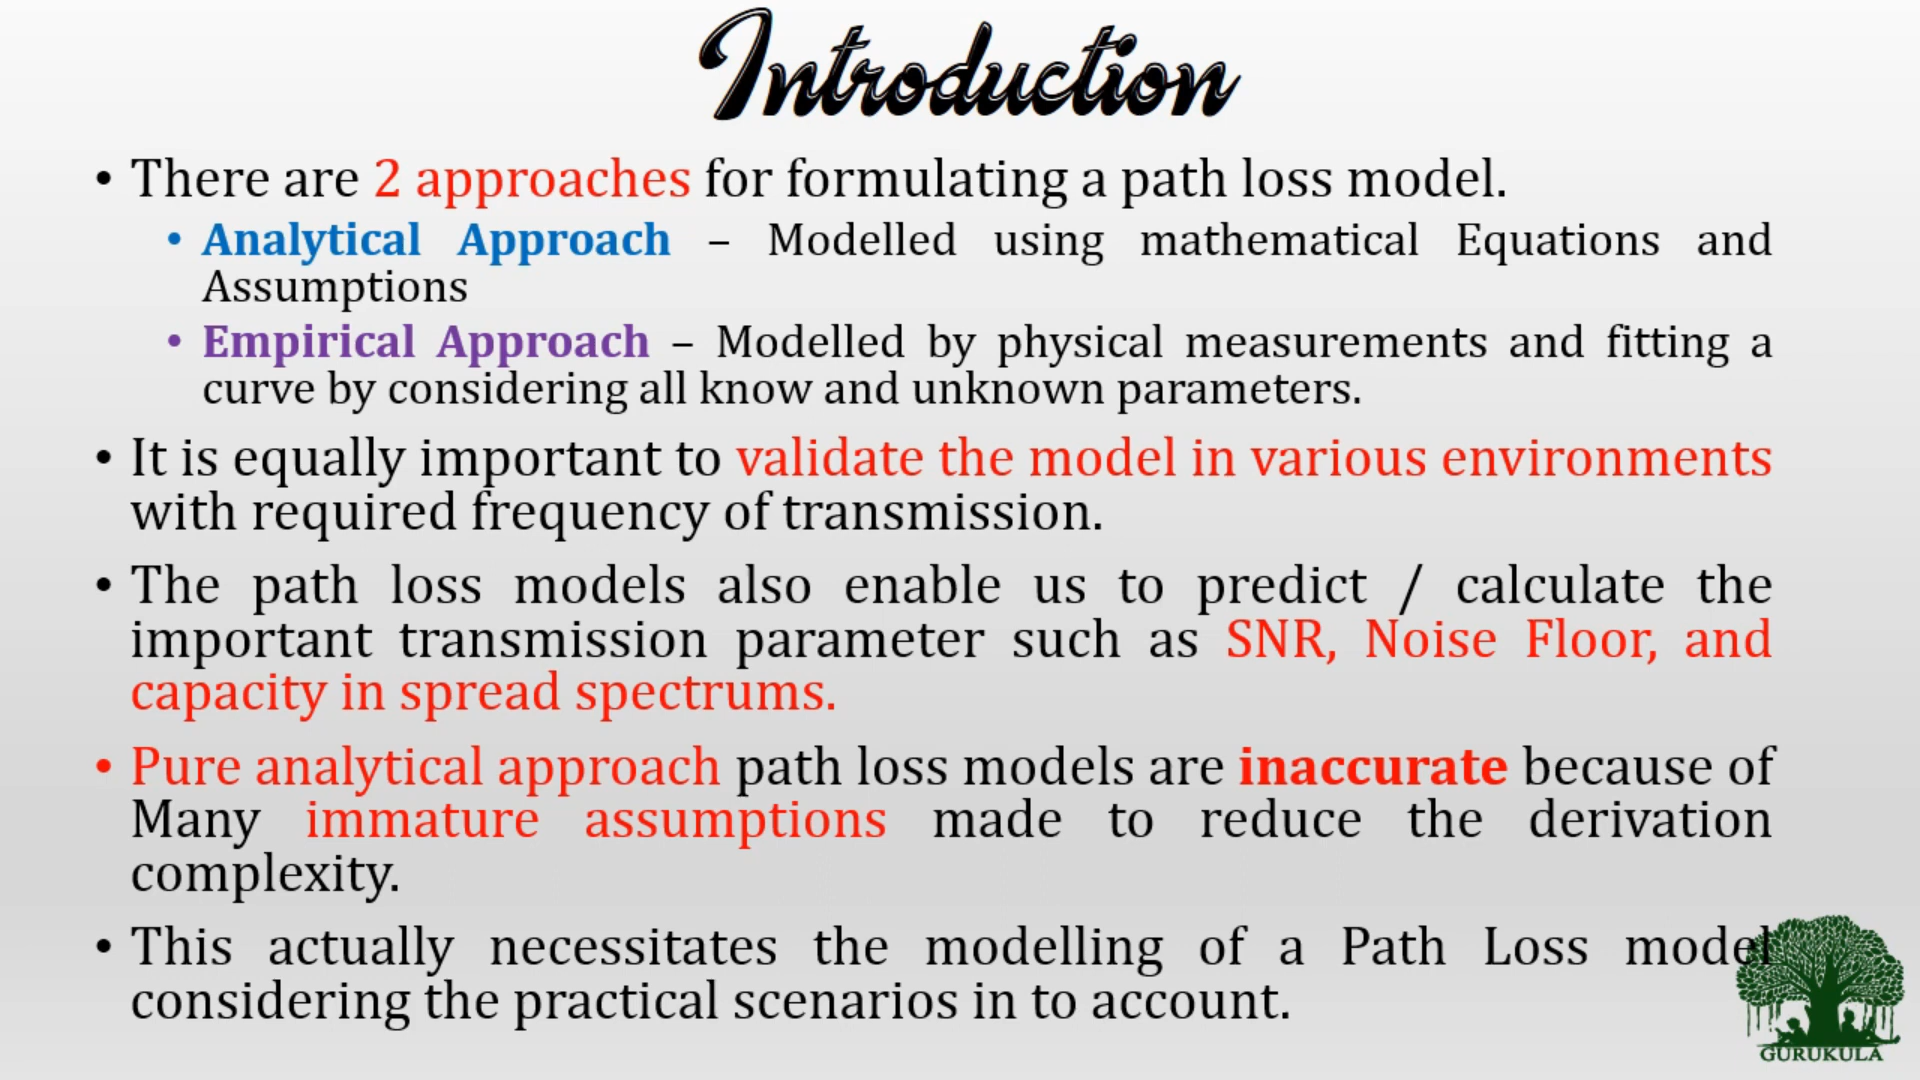 Introduction
• There are 2 approaches for formulating a path loss model.
• Analytical Approach – Modelled using mathematical Equations and
Assumptions
• Empirical Approach – Modelled by physical measurements and fitting a
curve by considering all know and unknown parameters.
• It is equally important to validate the model in various environments
with required frequency of transmission.
• The path loss models also enable us to predict / calculate the
important transmission parameter such as SNR, Noise Floor, and
capacity in spread spectrums.
• Pure analytical approach path loss models are inaccurate because of
Many immature assumptions made to reduce the derivation
complexity.
• This actually necessitates the modelling of a Path Loss model
considering the practical scenarios in to account.
GURUKULA